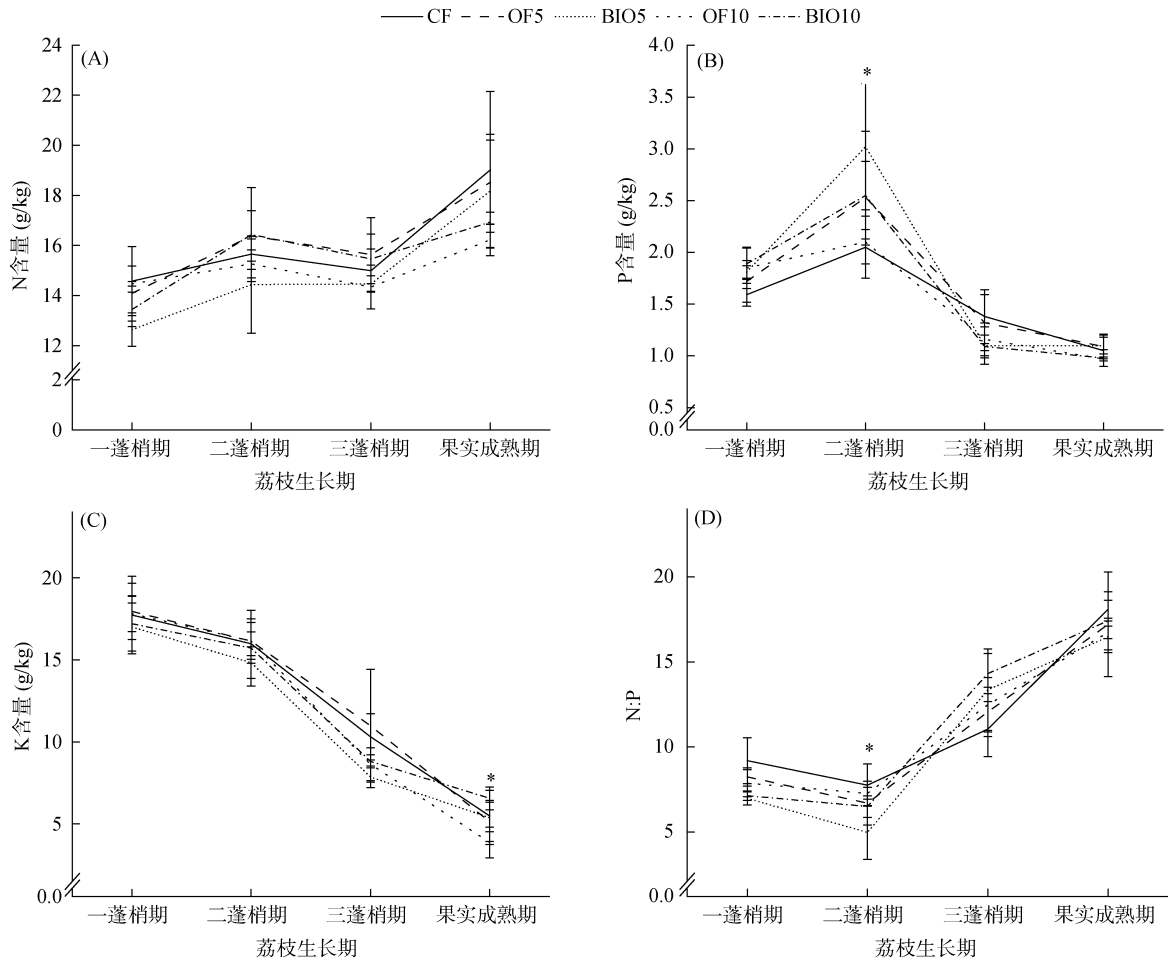 CF OF5 BIO5 OF10 BIO10
(A)
N含量 (g/kg)
24
22
20
18
16
14
12
2
0
一蓬梢期 二蓬梢期 三蓬梢期 果实成熟期
荔枝生长期
(B)
P含量 (g/kg)
4.0
3.5
3.0
2.5
2.0
1.5
1.0
0.5
0.0
*
一蓬梢期 二蓬梢期 三蓬梢期 果实成熟期
荔枝生长期
(C)
K含量 (g/kg)
20
15
10
5
0.0
*
一蓬梢期 二蓬梢期 三蓬梢期 果实成熟期
荔枝生长期
(D)
N:P
20
15
10
5
0.0
*
一蓬梢期 二蓬梢期 三蓬梢期 果实成熟期
荔枝生长期